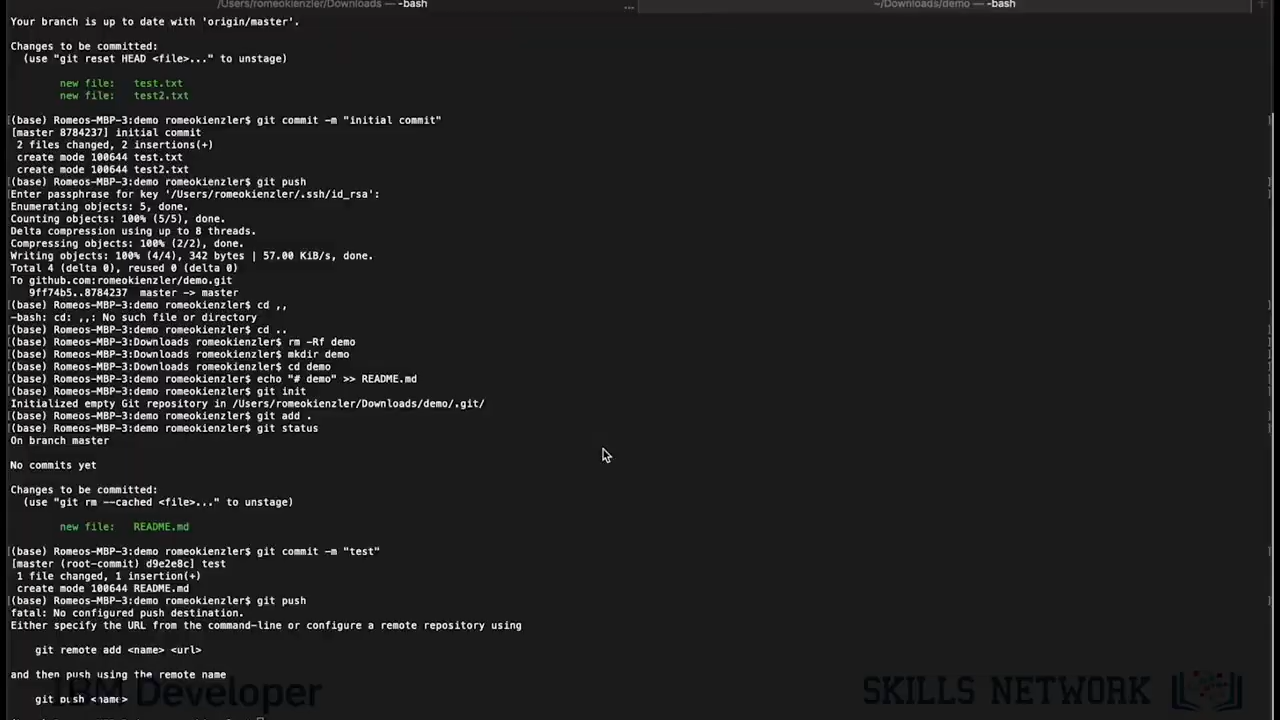 /Users/romeokienzler/Downloads — -bash
... ~/Downloads/demo — -bash
Your branch is up to date with 'origin/master'.
Changes to be committed:
(use "git reset HEAD <file>..." to unstage)
new file: test.txt
new file: test2.txt
[(base) Romeos-MBP-3:demo romeokienzler$ git commit -m "initial commit" ]
[master 8784237] initial commit
2 files changed, 2 insertions(+)
create mode 100644 test.txt
create mode 100644 test2.txt
[(base) Romeos-MBP-3:demo romeokienzler$ git push ]
[Enter passphrase for key '/Users/romeokienzler/.ssh/id_rsa': ]
Enumerating objects: 5, done.
Counting objects: 100% (5/5), done.
Delta compression using up to 8 threads.
Compressing objects: 100% (2/2), done.
Writing objects: 100% (4/4), 342 bytes | 57.00 KiB/s, done.
Total 4 (delta 0), reused 0 (delta 0)
To github.com:romeokienzler/demo.git
9ff74b5..8784237 master -> master
[(base) Romeos-MBP-3:demo romeokienzler$ cd ,, ]
-bash: cd: ,,: No such file or directory
[(base) Romeos-MBP-3:demo romeokienzler$ cd .. ]
[(base) Romeos-MBP-3:Downloads romeokienzler$ rm -Rf demo ]
[(base) Romeos-MBP-3:Downloads romeokienzler$ mkdir demo ]
[(base) Romeos-MBP-3:Downloads romeokienzler$ cd demo ]
[(base) Romeos-MBP-3:demo romeokienzler$ echo "# demo" >> README.md ]
[(base) Romeos-MBP-3:demo romeokienzler$ git init ]
Initialized empty Git repository in /Users/romeokienzler/Downloads/demo/.git/
[(base) Romeos-MBP-3:demo romeokienzler$ git add . ]
[(base) Romeos-MBP-3:demo romeokienzler$ git status ]
On branch master
No commits yet
Changes to be committed:
(use "git rm --cached <file>..." to unstage)
new file: README.md
[(base) Romeos-MBP-3:demo romeokienzler$ git commit -m "test" ]
[master (root-commit) d9e2e8c] test
1 file changed, 1 insertion(+)
create mode 100644 README.md
[(base) Romeos-MBP-3:demo romeokienzler$ git push ]
fatal: No configured push destination.
Either specify the URL from the command-line or configure a remote repository using
git remote add <name> <url>
and then push using the remote name
git push <name>
IBM Developer
SKILLS NETWORK